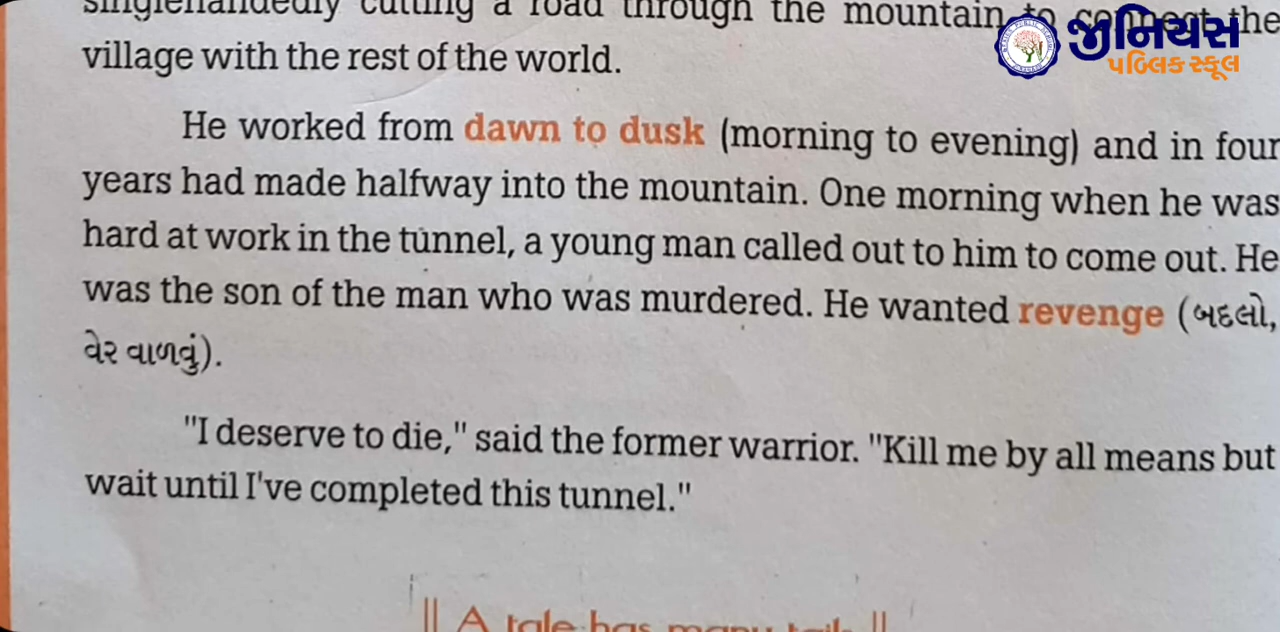 singlehandedly cutting a road through the mountain to connect the
village with the rest of the world.
He worked from dawn to dusk (morning to evening) and in four
years had made halfway into the mountain. One morning when he was
hard at work in the tunnel, a young man called out to him to come out. He
was the son of the man who was murdered. He wanted revenge (બદલો,
વેર વાળવું).
"I deserve to die," said the former warrior. "Kill me by all means but
wait until I've completed this tunnel."
|| A tale has many tail ||
જીનિયસ
પબ્લિક સ્કૂલ